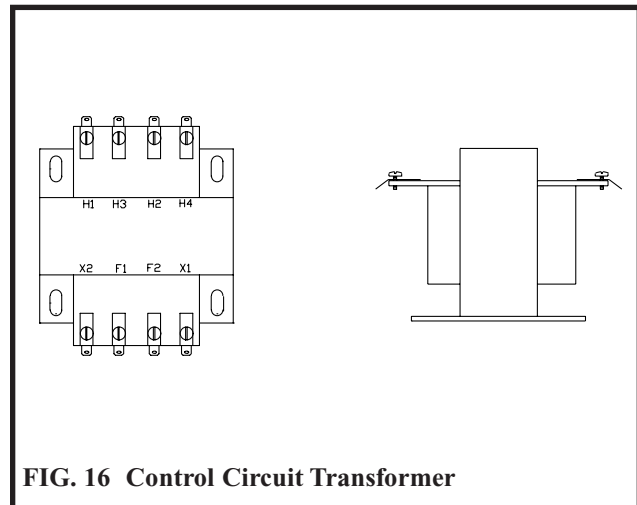 H1 H3 H2 H4
X2 F1 F2 X1
FIG. 16 Control Circuit Transformer